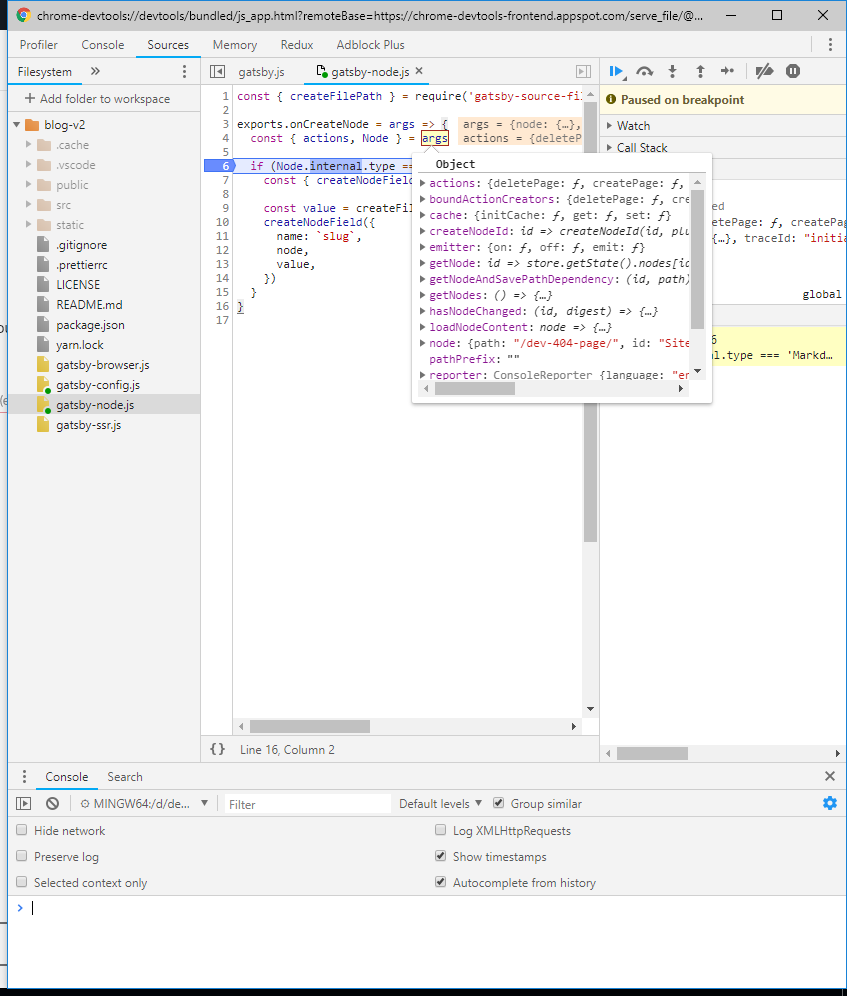 chrome-devtools://devtools/bundled/js_app.html?remoteBase=https://chrome-devtools-frontend.appspot.com/serve_file/@...
Profiler Console Sources Memory Redux Adblock Plus
Filesystem » gatsby.js gatsby-node.js ×
+ Add folder to workspace
blog-v2
.cache
.vscode
public
src
static
.gitignore
.prettierrc
LICENSE
README.md
package.json
yarn.lock
gatsby-browser.js
gatsby-config.js
gatsby-node.js
gatsby-ssr.js
1 const { createFilePath } = require('gatsby-source-fil
2
3 exports.onCreateNode = args => { args = {node: {…},
4 const { actions, Node } = args actions = {deleteP
5
6 if (Node.internal.type ==
7 const { createNodeField
8
9 const value = createFil
10 createNodeField({
11 name: `slug`,
12 node,
13 value,
14 })
15 }
16 }
17
Object
actions: {deletePage: ƒ, createPage: ƒ,
boundActionCreators: {deletePage: ƒ, cre
cache: {initCache: ƒ, get: ƒ, set: ƒ}
createNodeId: id => createNodeId(id, plu
emitter: {on: ƒ, off: ƒ, emit: ƒ}
getNode: id => store.getState().nodes[id
getNodeAndSavePathDependency: (id, path)
getNodes: () => {…}
hasNodeChanged: (id, digest) => {…}
loadNodeContent: node => {…}
node: {path: "/dev-404-page/", id: "Site
pathPrefix: ""
reporter: ConsoleReporter {language: "en
Paused on breakpoint
Watch
Call Stack
ed
ePage: ƒ, createPag
{…}, traceId: "initia
global
6
l.type === 'Markd…
{} Line 16, Column 2
Console Search
MINGW64:/d/de... Filter Default levels Group similar
Hide network Log XMLHttpRequests
Preserve log Show timestamps
Selected context only Autocomplete from history